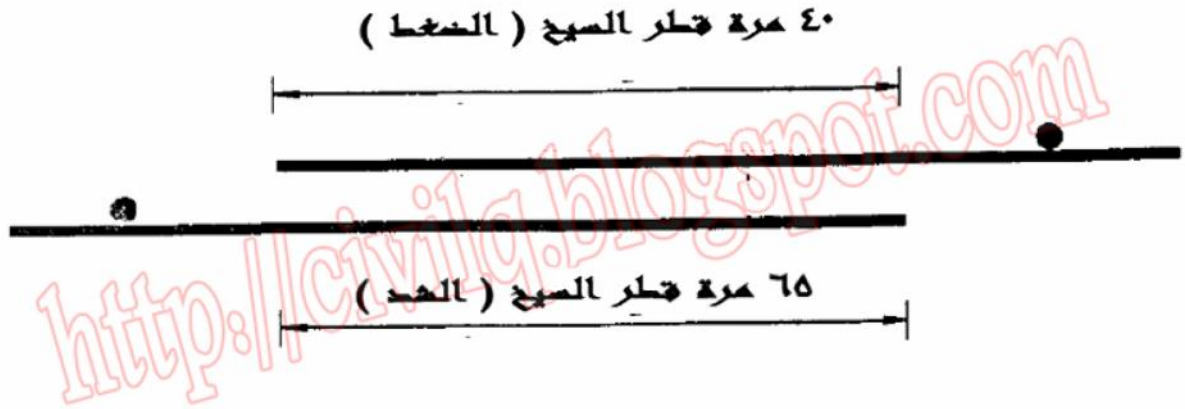 ٤٠ مرة قطر السيخ ( الضغط )
http://civilq.blogspot.com
٦٥ مرة قطر السيخ ( الشد )